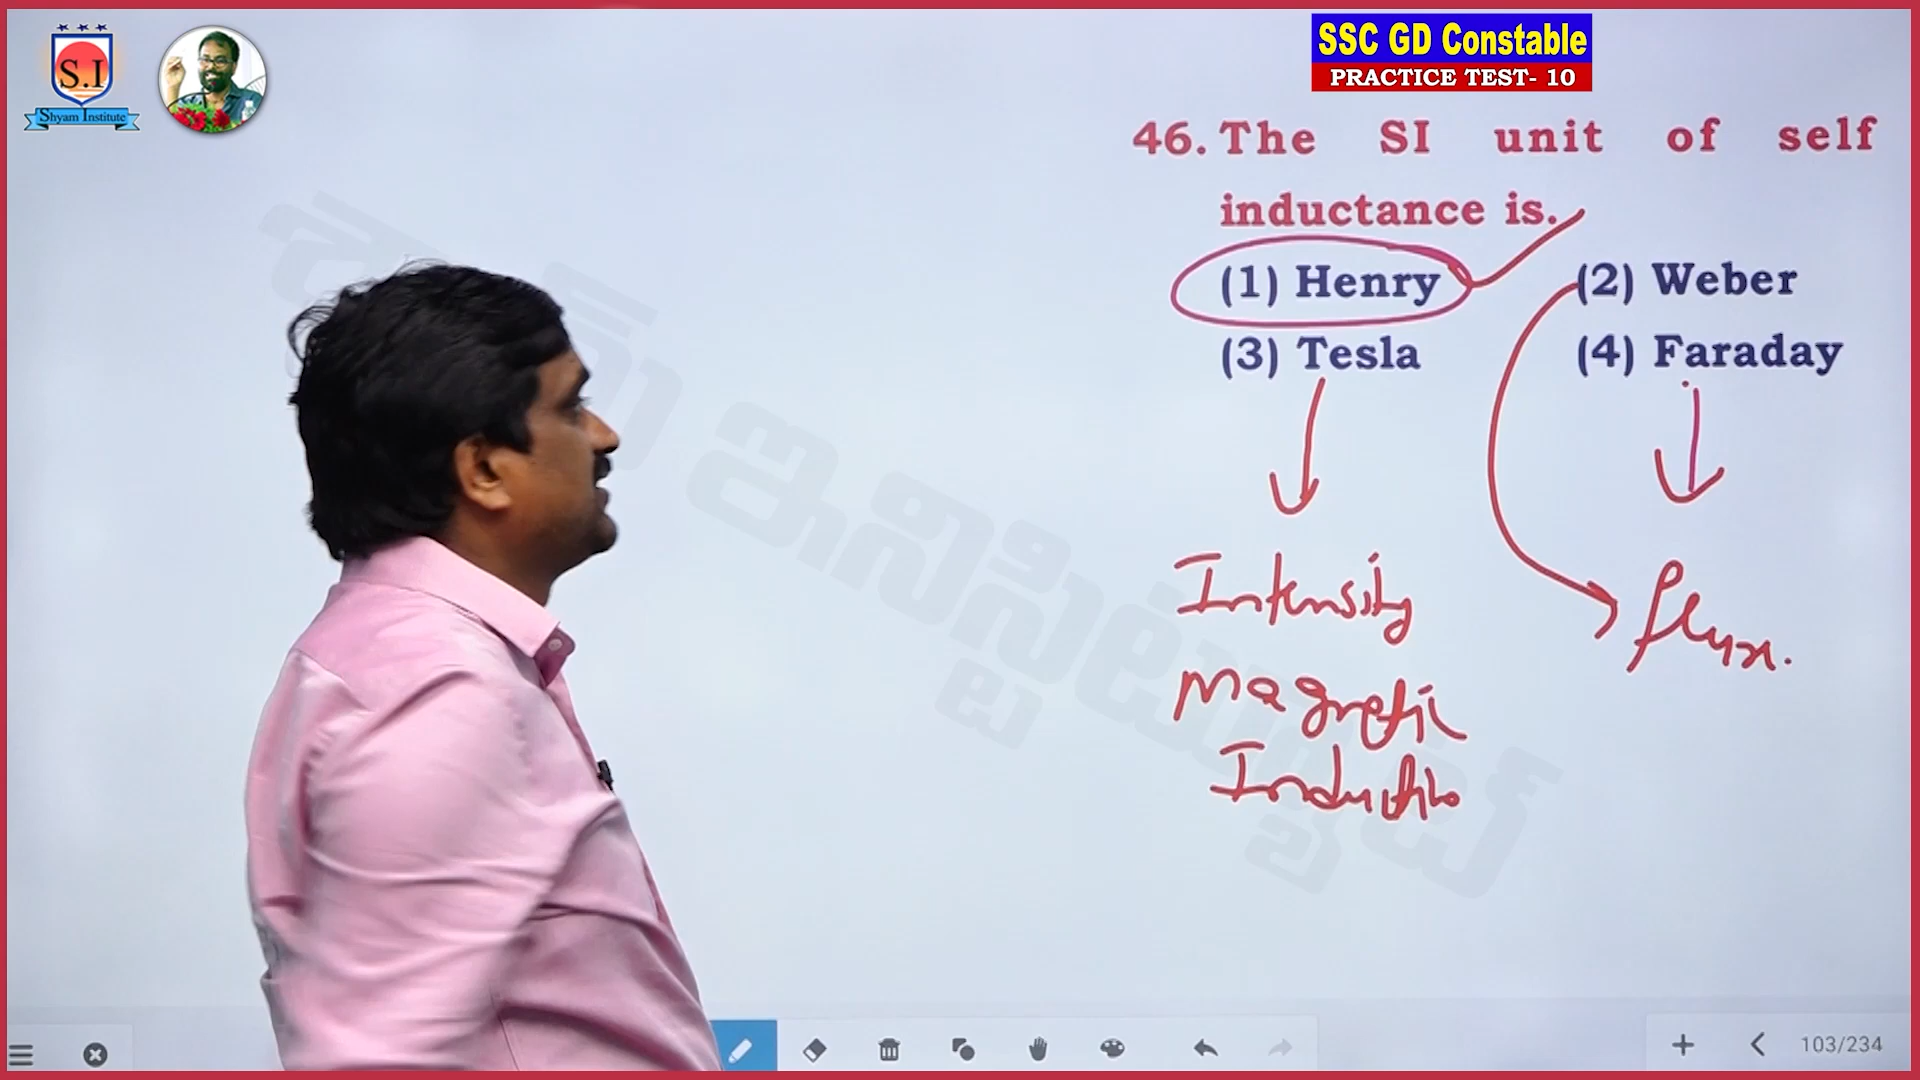 S.I
Shyam Institute
SSC GD Constable
PRACTICE TEST- 10
46. The SI unit of self
inductance is.
(1) Henry (2) Weber
(3) Tesla (4) Faraday
Intensity
Magnetic
flux.
103/234